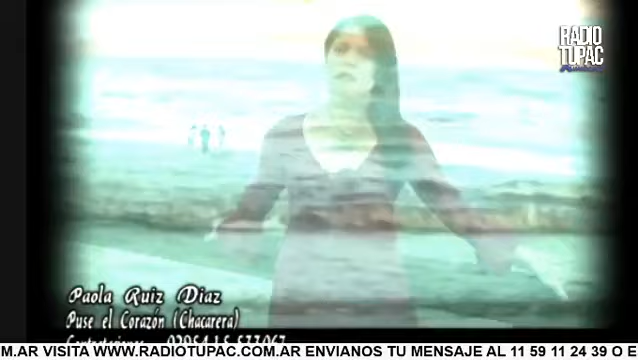 RADIO
TUPAC
Paola Ruiz Diaz
Puse el Corazón (Chacarera)
M.AR VISITA WWW.RADIOTUPAC.COM.AR ENVIANOS TU MENSAJE AL 11 59 11 24 39 O E